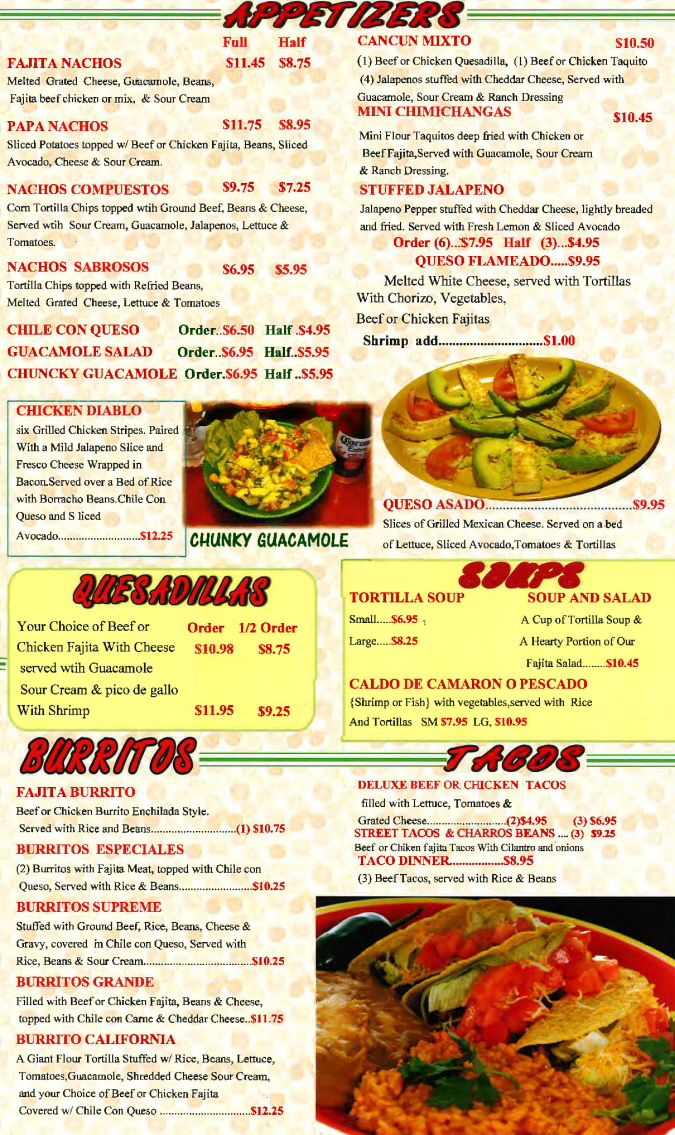 APPETIZERS
Full Half
FAJITA NACHOS $11.45 $8.75
Melted Grated Cheese, Guacamole, Beans,
Fajita beef chicken or mix, & Sour Cream
PAPA NACHOS $11.75 $8.95
Sliced Potatoes topped w/ Beef or Chicken Fajita, Beans, Sliced
Avocado, Cheese & Sour Cream.
NACHOS COMPUESTOS $9.75 $7.25
Corn Tortilla Chips topped wtih Ground Beef, Beans & Cheese,
Served wtih Sour Cream, Guacamole, Jalapenos, Lettuce &
Tomatoes.
NACHOS SABROSOS $6.95 $5.95
Tortilla Chips topped with Refried Beans,
Melted Grated Cheese, Lettuce & Tomatoes
CHILE CON QUESO Order..$6.50 Half .$4.95
GUACAMOLE SALAD Order..$6.95 Half..$5.95
CHUNCKY GUACAMOLE Order.$6.95 Half ..$5.95
CANCUN MIXTO $10.50
(1) Beef or Chicken Quesadilla, (1) Beef or Chicken Taquito
(4) Jalapenos stuffed with Cheddar Cheese, Served with
Guacamole, Sour Cream & Ranch Dressing
MINI CHIMICHANGAS $10.45
Mini Flour Taquitos deep fried with Chicken or
Beef Fajita,Served with Guacamole, Sour Cream
& Ranch Dressing.
STUFFED JALAPENO
Jalapeno Pepper stuffed with Cheddar Cheese, lightly breaded
and fried. Served with Fresh Lemon & Sliced Avocado
Order (6)...$7.95 Half (3)...$4.95
QUESO FLAMEADO.....$9.95
Melted White Cheese, served with Tortillas
With Chorizo, Vegetables,
Beef or Chicken Fajitas
Shrimp add..............................$1.00
CHICKEN DIABLO
six Grilled Chicken Stripes. Paired
With a Mild Jalapeno Slice and
Fresco Cheese Wrapped in
Bacon.Served over a Bed of Rice
with Borracho Beans.Chile Con
Queso and S liced
Avocado............................$12.25
Corona
Extra
CHUNKY GUACAMOLE
QUESO ASADO.......................................$9.95
Slices of Grilled Mexican Cheese. Served on a bed
of Lettuce, Sliced Avocado,Tomatoes & Tortillas
QUESADILLAS
Your Choice of Beef or Order 1/2 Order
Chicken Fajita With Cheese $10.98 $8.75
served wtih Guacamole
Sour Cream & pico de gallo
With Shrimp $11.95 $9.25
SOUPS
TORTILLA SOUP
Small.....$6.95
Large.....$8.25
SOUP AND SALAD
A Cup of Tortilla Soup &
A Hearty Portion of Our
Fajita Salad........$10.45
CALDO DE CAMARON O PESCADO
{Shrimp or Fish} with vegetables,served with Rice
And Tortillas SM $7.95 LG, $10.95
BURRITOS
FAJITA BURRITO
Beef or Chicken Burrito Enchilada Style.
Served with Rice and Beans.............................(1) $10.75
BURRITOS ESPECIALES
(2) Burritos with Fajita Meat, topped with Chile con
Queso, Served with Rice & Beans.........................$10.25
BURRITOS SUPREME
Stuffed with Ground Beef, Rice, Beans, Cheese &
Gravy, covered in Chile con Queso, Served with
Rice, Beans & Sour Cream.....................................$10.25
BURRITOS GRANDE
Filled with Beef or Chicken Fajita, Beans & Cheese,
topped with Chile con Carne & Cheddar Cheese..$11.75
BURRITO CALIFORNIA
A Giant Flour Tortilla Stuffed w/ Rice, Beans, Lettuce,
Tomatoes,Guacamole, Shredded Cheese Sour Cream,
and your Choice of Beef or Chicken Fajita
Covered w/ Chile Con Queso ...............................$12.25
TACOS
DELUXE BEEF OR CHICKEN TACOS
filled with Lettuce, Tomatoes &
Grated Cheese...........................(2)$4.95 (3) $6.95
STREET TACOS & CHARROS BEANS .... (3) $9.25
Beef or Chiken fajita Tacos With Cilantro and onions
TACO DINNER.................$8.95
(3) Beef Tacos, served with Rice & Beans